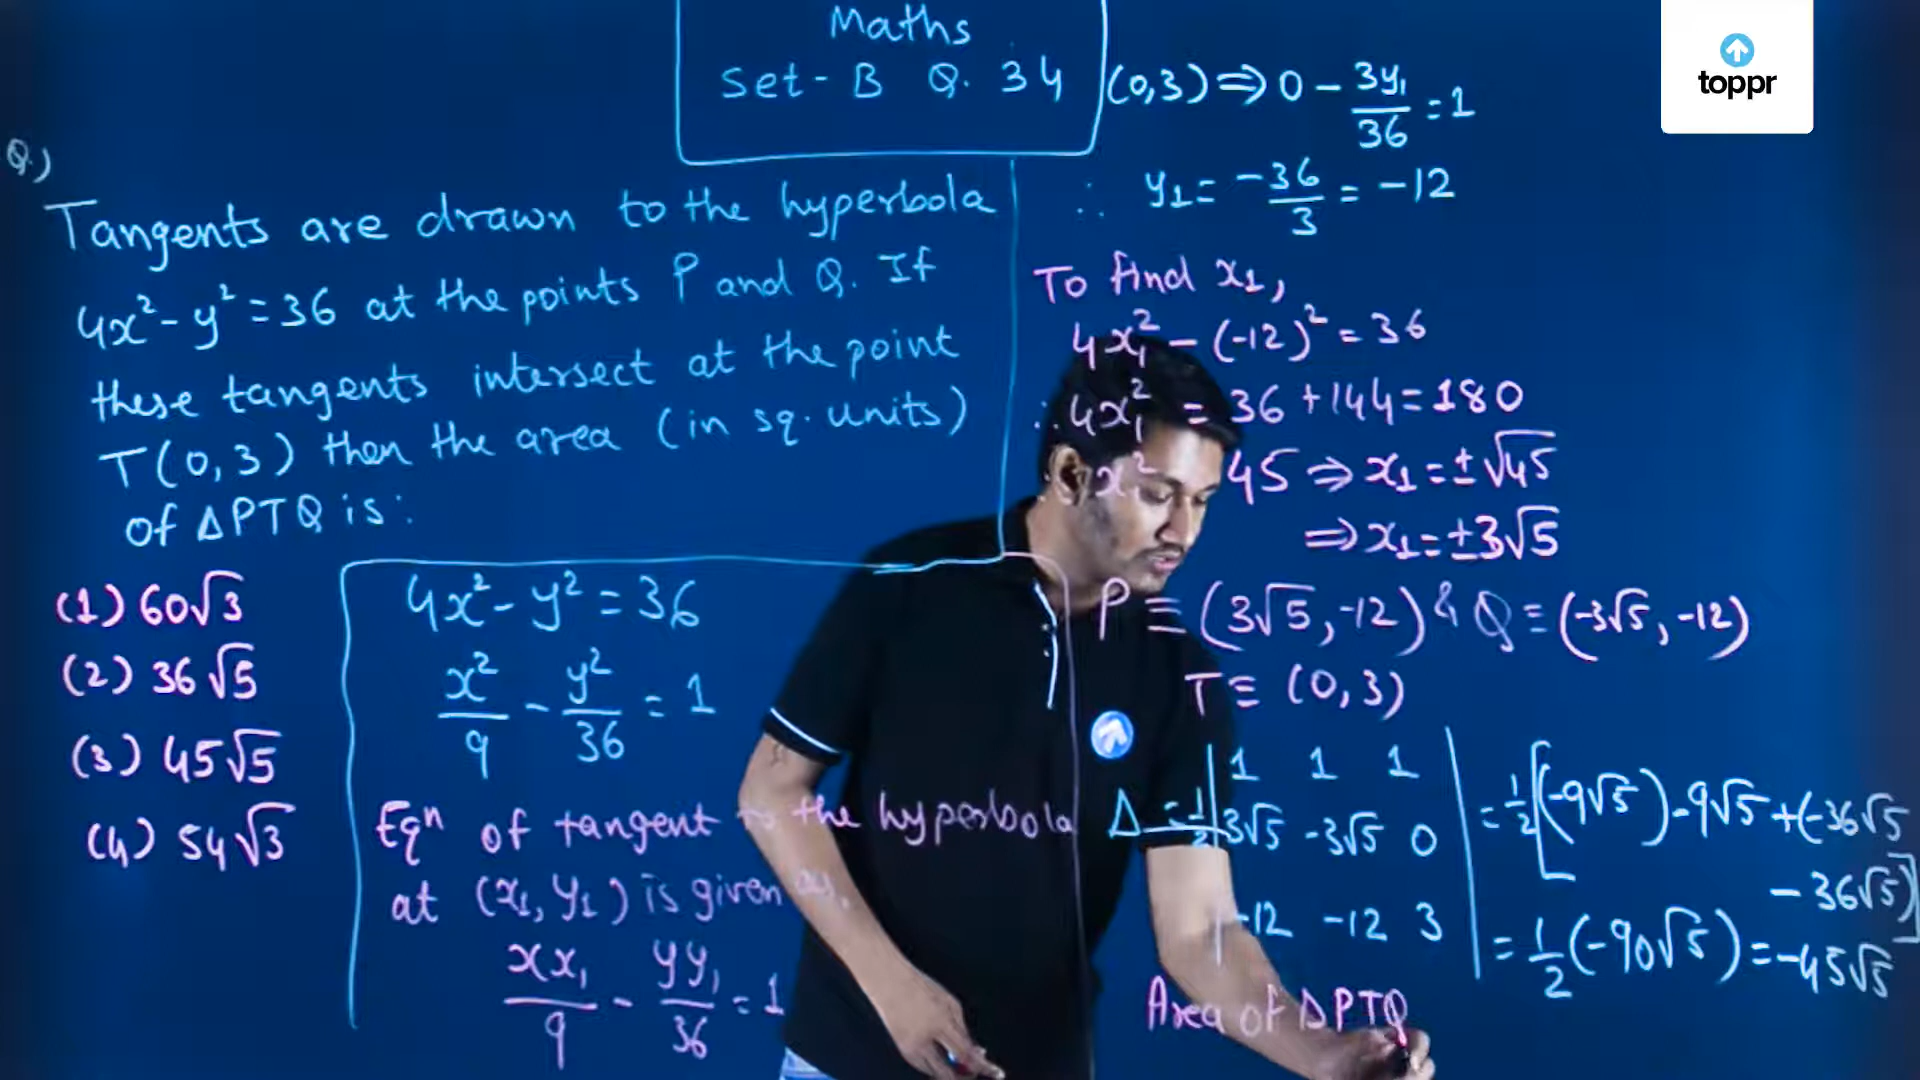 Maths
Set - B Q. 34
toppr
Q.)
Tangents are drawn to the hyperbola
4x² - y² = 36 at the points P and Q. If
these tangents intersect at the point
T(0,3) then the area (in sq. units)
of ΔPTQ is:
(1) 60√3
(2) 36√5
(3) 45√5
(4) 54√3
4x² - y² = 36
x²/9 - y²/36 = 1
Eqⁿ of tangent the hyperbola
at (x₁, y₁) is given
xx₁/9 - yy₁/36 = 1
(0,3) ⇒ 0 - 3y₁/36 = 1
∴ y₁ = -36/3 = -12
To find x₁,
4x₁² - (-12)² = 36
∴ 4x₁² = 36 + 144 = 180
x₁² 45 ⇒ x₁ = ±√45
⇒ x₁ = ±3√5
P ≡ (3√5, -12) & Q ≡ (-3√5, -12)
T ≡ (0,3)
Δ = 1/2 | 1 1 1 | = 1/2 [(-9√5) - 9√5 + (-36√5
3√5 -3√5 0
- 36√5)]
-12 -12 3
= 1/2 (-90√5) = -45√5
Area of ΔPTQ